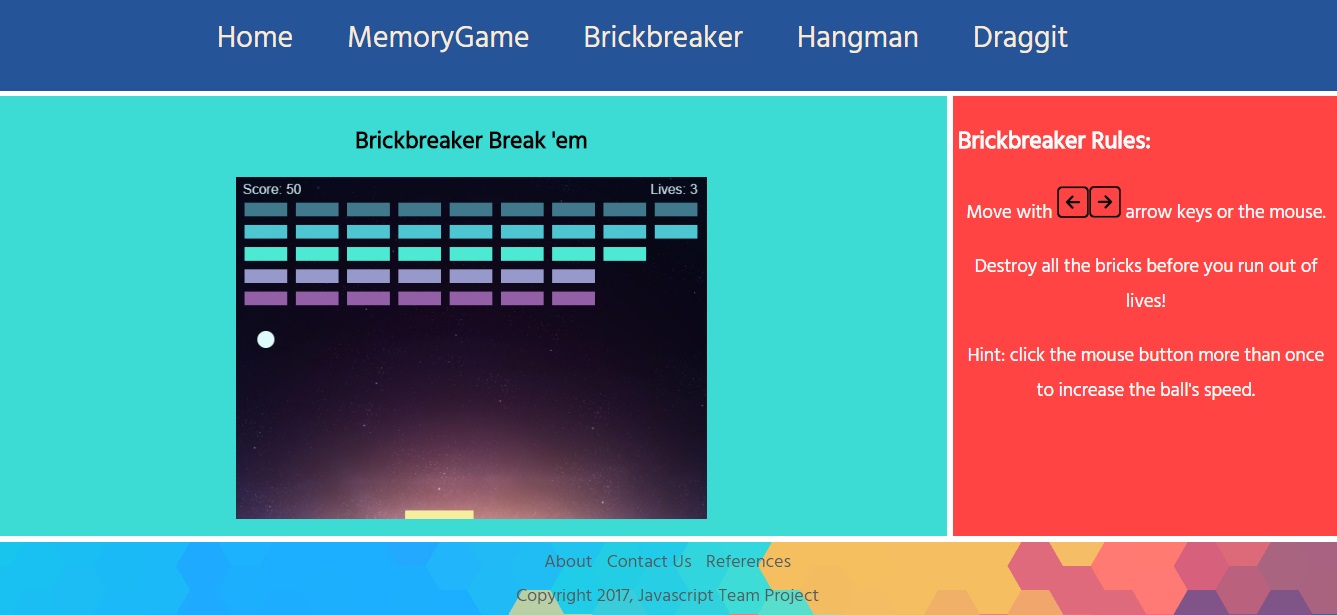 Home MemoryGame Brickbreaker Hangman Draggit
Brickbreaker Break 'em
Score: 50 Lives: 3
Brickbreaker Rules:
Move with arrow keys or the mouse.
Destroy all the bricks before you run out of
lives!
Hint: click the mouse button more than once
to increase the ball's speed.
About Contact Us References
Copyright 2017, Javascript Team Project